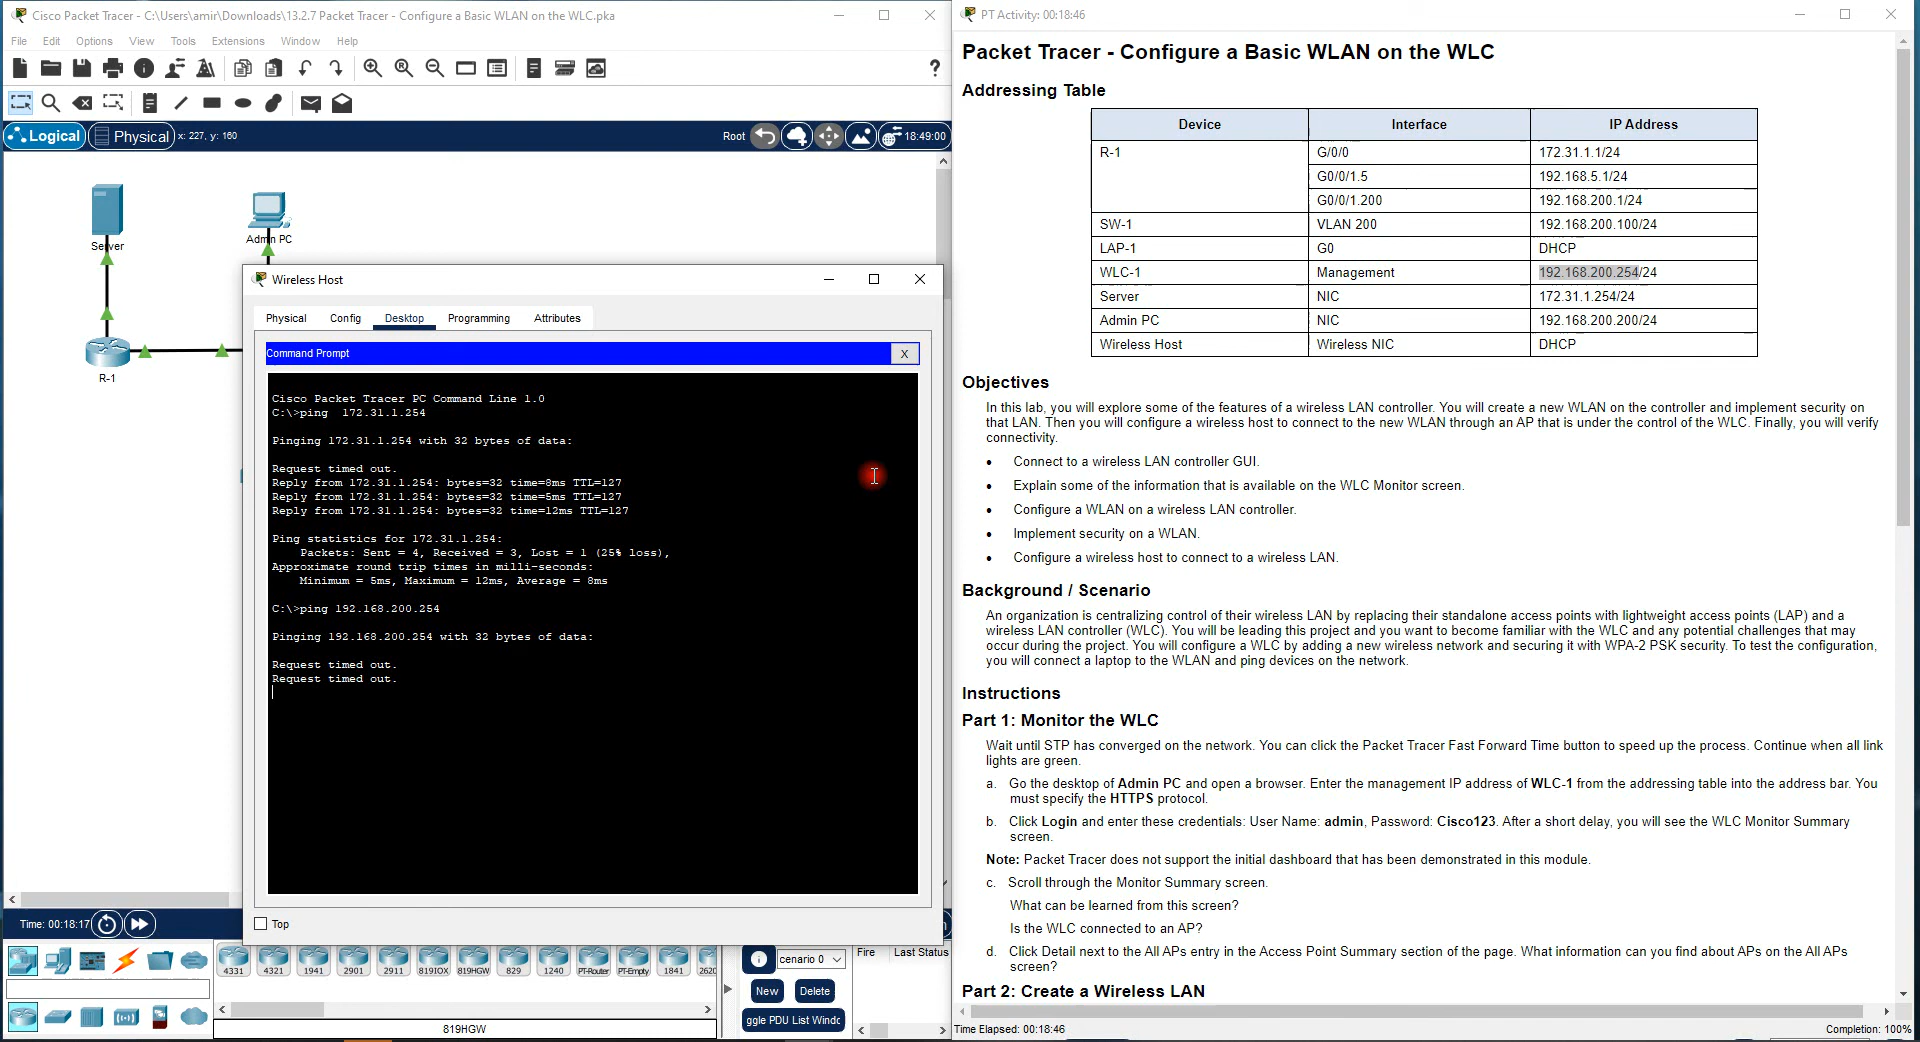 Cisco Packet Tracer - C:\Users\amir\Downloads\13.2.7 Packet Tracer - Configure a Basic WLAN on the WLC.pka
File Edit Options View Tools Extensions Window Help
Logical Physical x: 227, y: 160 Root 18:49:00
Server
Admin PC
R-1
Wireless Host
Physical Config Desktop Programming Attributes
Command Prompt X
Cisco Packet Tracer PC Command Line 1.0
C:\>ping  172.31.1.254
Pinging 172.31.1.254 with 32 bytes of data:
Request timed out.
Reply from 172.31.1.254: bytes=32 time=8ms TTL=127
Reply from 172.31.1.254: bytes=32 time=5ms TTL=127
Reply from 172.31.1.254: bytes=32 time=12ms TTL=127
Ping statistics for 172.31.1.254:
Packets: Sent = 4, Received = 3, Lost = 1 (25% loss),
Approximate round trip times in milli-seconds:
Minimum = 5ms, Maximum = 12ms, Average = 8ms
C:\>ping 192.168.200.254
Pinging 192.168.200.254 with 32 bytes of data:
Request timed out.
Request timed out.
Top
Time: 00:18:17
4331 4321 1941 2901 2911 819IOX 819HGW 829 1240 PT-Router PT-Empty 1841 2620
819HGW
cenario 0
New Delete
ggle PDU List Windo
Fire Last Status
PT Activity: 00:18:46
Packet Tracer - Configure a Basic WLAN on the WLC
Addressing Table
Device Interface IP Address
R-1 G/0/0 172.31.1.1/24
G0/0/1.5 192.168.5.1/24
G0/0/1.200 192.168.200.1/24
SW-1 VLAN 200 192.168.200.100/24
LAP-1 G0 DHCP
WLC-1 Management 192.168.200.254/24
Server NIC 172.31.1.254/24
Admin PC NIC 192.168.200.200/24
Wireless Host Wireless NIC DHCP
Objectives
In this lab, you will explore some of the features of a wireless LAN controller. You will create a new WLAN on the controller and implement security on
that LAN. Then you will configure a wireless host to connect to the new WLAN through an AP that is under the control of the WLC. Finally, you will verify
connectivity.
• Connect to a wireless LAN controller GUI.
• Explain some of the information that is available on the WLC Monitor screen.
• Configure a WLAN on a wireless LAN controller.
• Implement security on a WLAN.
• Configure a wireless host to connect to a wireless LAN.
Background / Scenario
An organization is centralizing control of their wireless LAN by replacing their standalone access points with lightweight access points (LAP) and a
wireless LAN controller (WLC). You will be leading this project and you want to become familiar with the WLC and any potential challenges that may
occur during the project. You will configure a WLC by adding a new wireless network and securing it with WPA-2 PSK security. To test the configuration,
you will connect a laptop to the WLAN and ping devices on the network.
Instructions
Part 1: Monitor the WLC
Wait until STP has converged on the network. You can click the Packet Tracer Fast Forward Time button to speed up the process. Continue when all link
lights are green.
a. Go the desktop of Admin PC and open a browser. Enter the management IP address of WLC-1 from the addressing table into the address bar. You
must specify the HTTPS protocol.
b. Click Login and enter these credentials: User Name: admin, Password: Cisco123. After a short delay, you will see the WLC Monitor Summary
screen.
Note: Packet Tracer does not support the initial dashboard that has been demonstrated in this module.
c. Scroll through the Monitor Summary screen.
What can be learned from this screen?
Is the WLC connected to an AP?
d. Click Detail next to the All APs entry in the Access Point Summary section of the page. What information can you find about APs on the All APs
screen?
Part 2: Create a Wireless LAN
Time Elapsed: 00:18:46 Completion: 100%